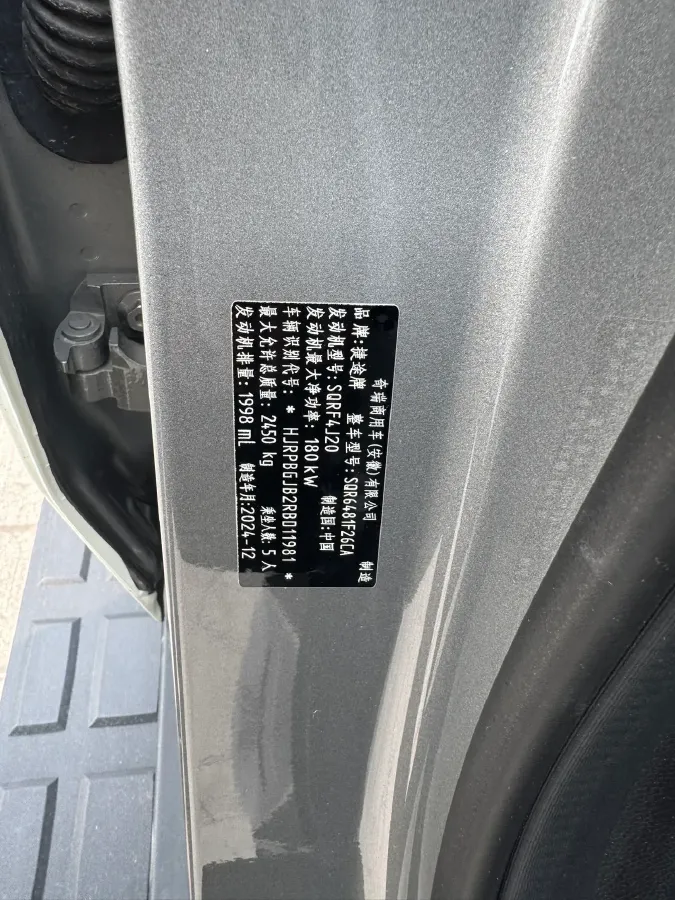 奇瑞商用车(安徽)有限公司 制造
品 牌:捷途牌 整车型号:SQR6481F26CA
发动机型号:SQRF4J20 制造国:中国
发动机最大净功率: 180kW
车辆识别代号: * HJRPBGJB2RB011981 *
最大允许总质量: 2450 kg 乘坐人数: 5 人
发动机排量: 1998 mL 制造年月:2024-12